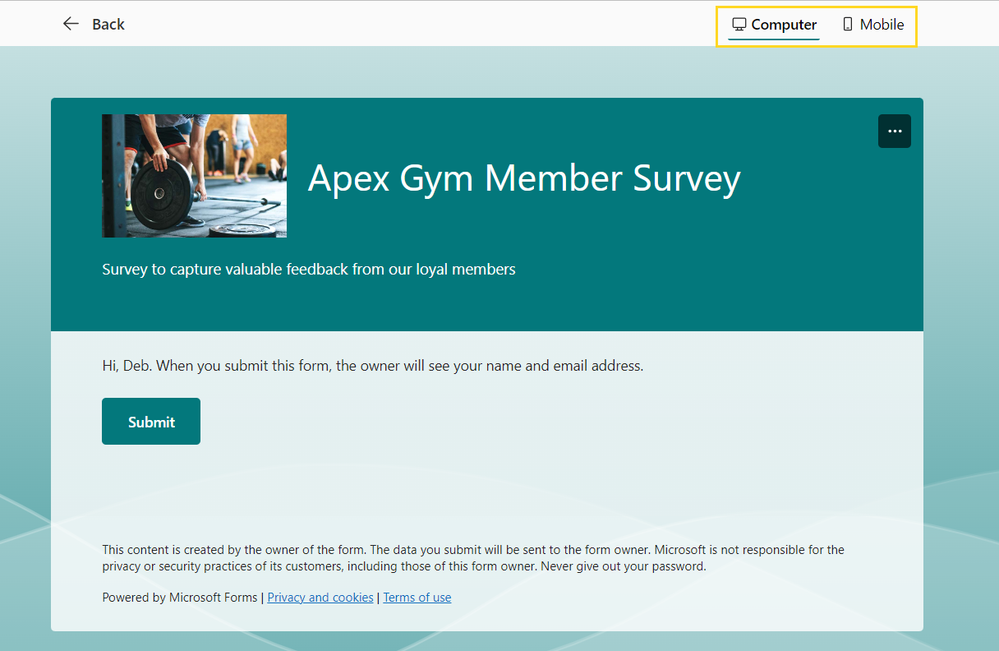 Back
Computer
Mobile
Apex Gym Member Survey
Survey to capture valuable feedback from our loyal members
Hi, Deb. When you submit this form, the owner will see your name and email address.
Submit
This content is created by the owner of the form. The data you submit will be sent to the form owner. Microsoft is not responsible for the
privacy or security practices of its customers, including those of this form owner. Never give out your password.
Powered by Microsoft Forms | Privacy and cookies | Terms of use